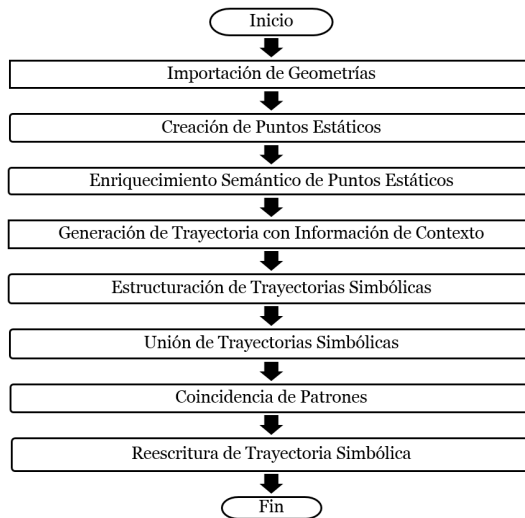 Inicio
Importación de Geometrías
Creación de Puntos Estáticos
Enriquecimiento Semántico de Puntos Estáticos
Generación de Trayectoria con Información de Contexto
Estructuración de Trayectorias Simbólicas
Unión de Trayectorias Simbólicas
Coincidencia de Patrones
Reescritura de Trayectoria Simbólica
Fin